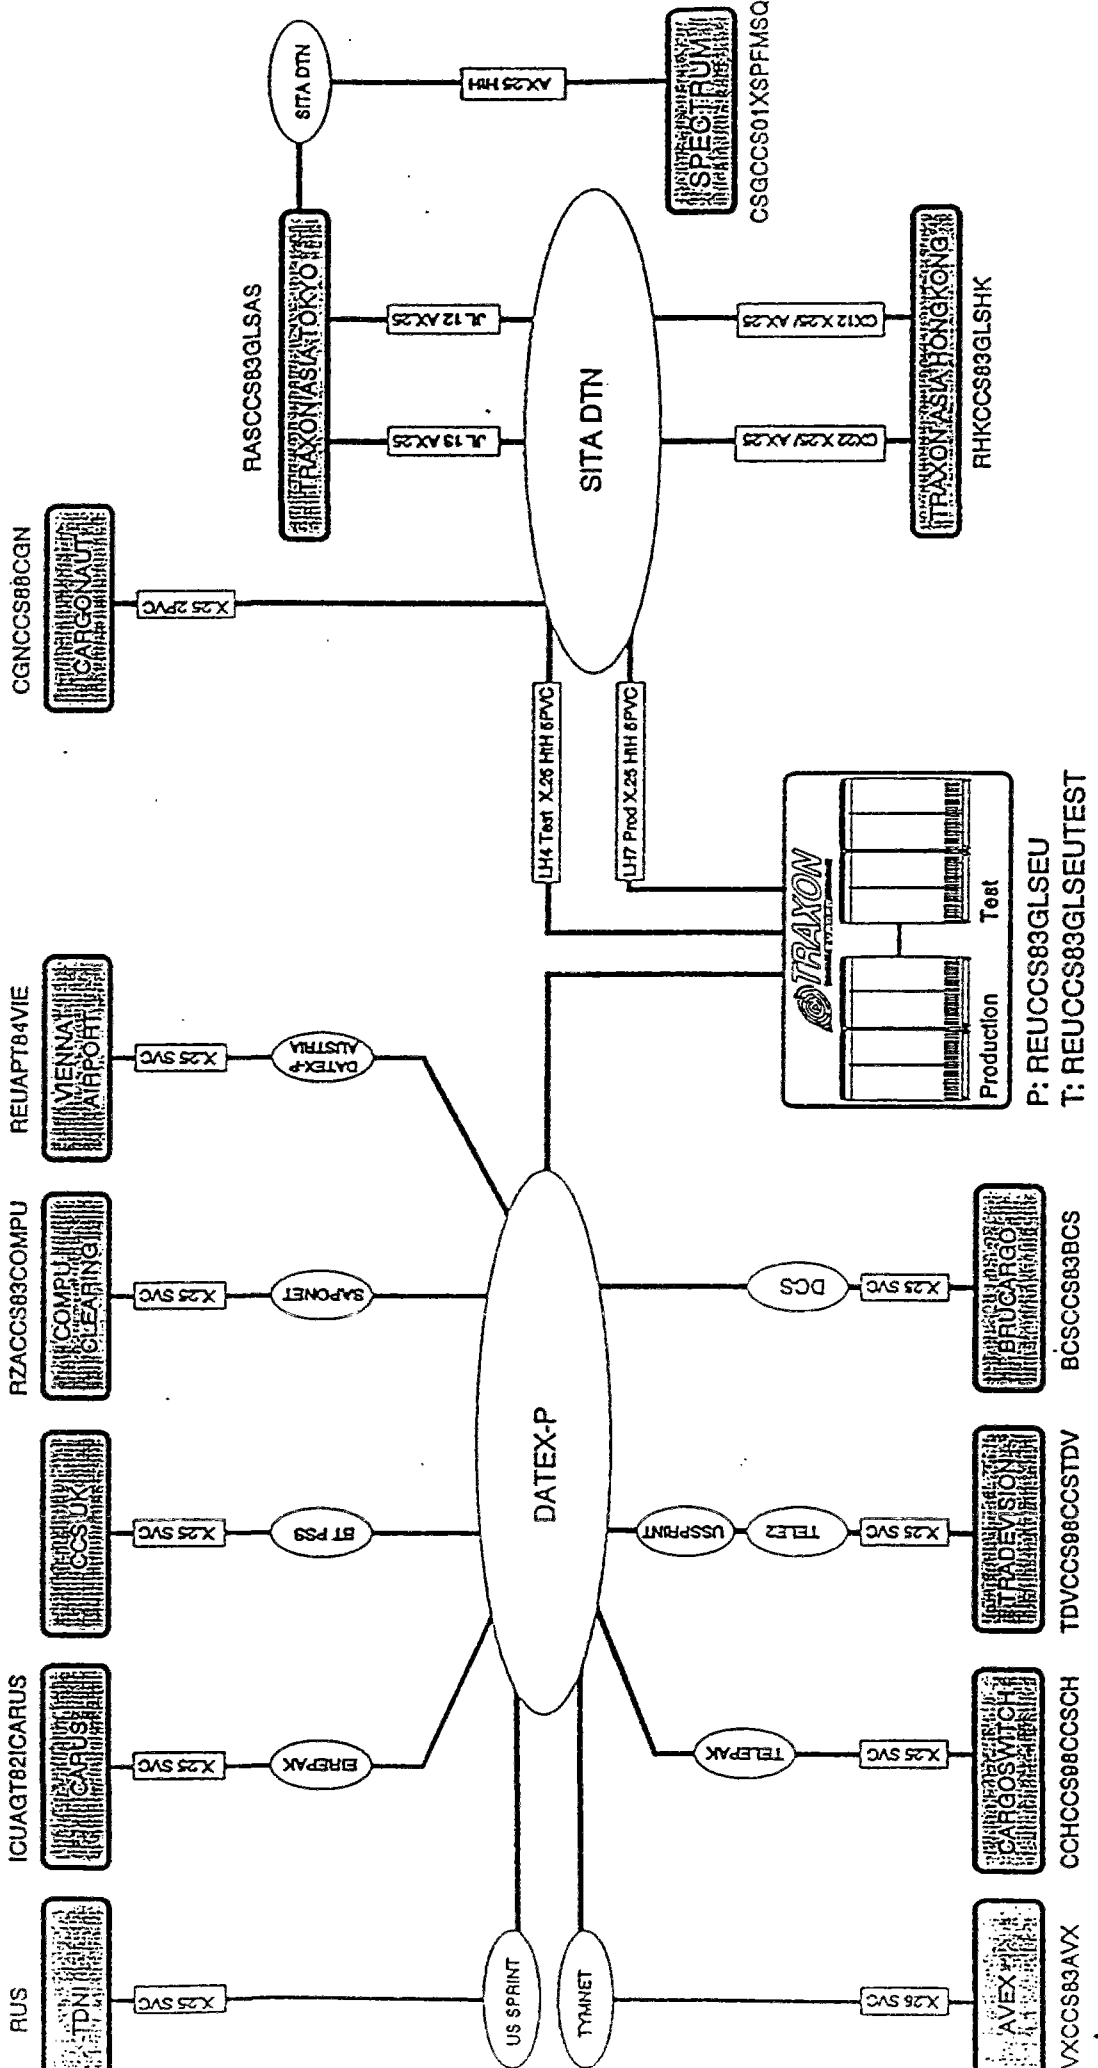 RUS
TDNI
X.25 SVC
US SPRINT
ICUAGT82ICARUS
ICARUS
X.25 SVC
EIREPAK
CCS UK
X.25 SVC
BT PSS
RZACCS83COMPU
COMPU
CLEARING
X.25 SVC
SAPONET
REUAPT84VIE
VIENNA
AIRPORT
X.25 SVC
DATEX-P
AUSTRIA
CGNCCS88CGN
CARGONAUT
X.25 2PVC
RASCCS83GLSAS
TRAXON ASIA TOKYO
JL 13 AX.25
JL 12 AX.25
SITA DTN
AX.25 HtH
SPECTRUM
CSGCCS01XSPFMSQ
DATEX-P
SITA DTN
LH4 Test X.25 HtH 5PVC
LH7 Prod X.25 HtH 8PVC
CX22 X.25/ AX.25
CX12 X.25/ AX.25
TRAXON ASIA HONGKONG
RHKCCS83GLSHK
TRAXON
Production
Test
P: REUCCS83GLSEU
T: REUCCS83GLSEUTEST
TYMNET
X.25 SVC
AVEX
VXCCS83AVX
TELEPAK
X.25 SVC
CARGOSWITCH
CCHCCS98CCSCH
USSPRINT
TELE2
X.25 SVC
TRADEVISION
TDVCCS98CCSTDV
DCS
X.25 SVC
BRUCARGO
BCSCCS83BCS